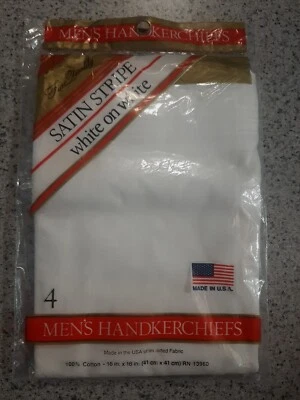 MEN'S HANDKERCHIEFS
SATIN STRIPE
white on white
MADE IN U.S.A.
4
MEN'S HANDKERCHIEFS
Made in the USA of Imported Fabric
100% Cotton - 16 in. x 16 in. (41 cm. x 41 cm.)